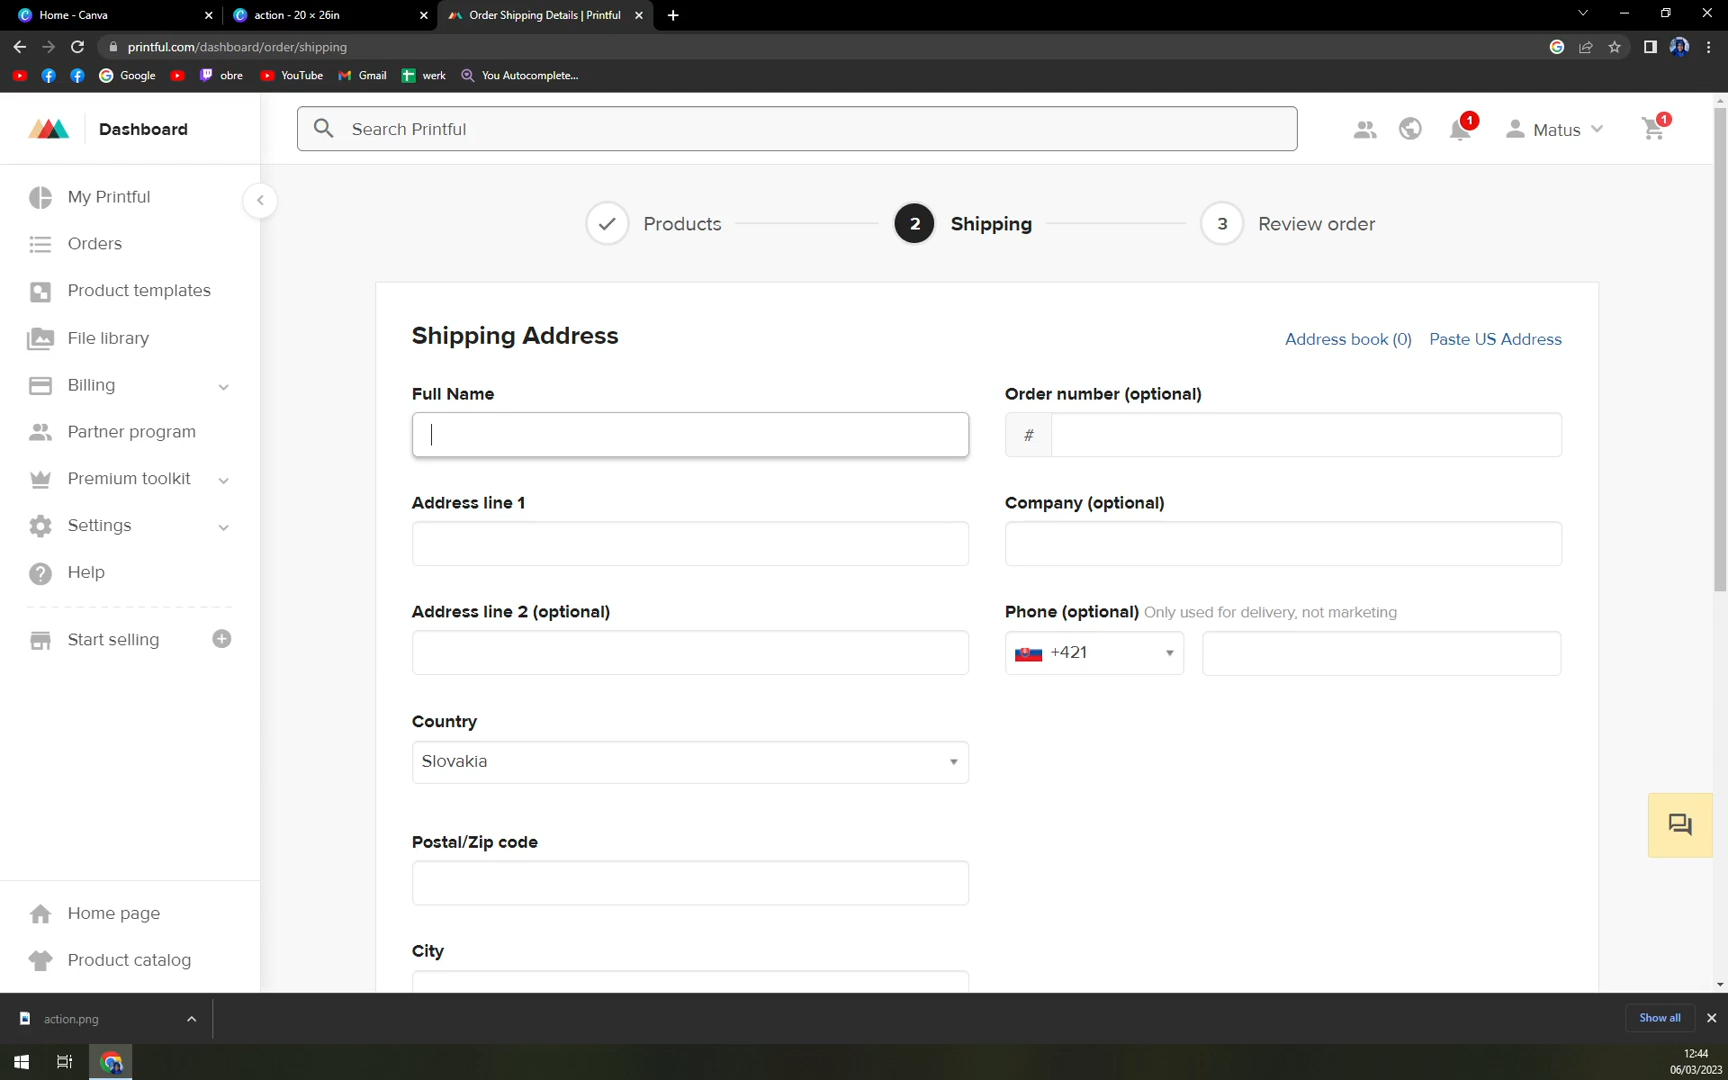 Home - Canva
action - 20 × 26in
Order Shipping Details | Printful
printful.com/dashboard/order/shipping
Google
obre
YouTube
Gmail
werk
You Autocomplete...
Dashboard
Search Printful
1
Matus
1
My Printful
Orders
Product templates
File library
Billing
Partner program
Premium toolkit
Settings
Help
Start selling
Home page
Product catalog
Products
2 Shipping
3 Review order
Shipping Address
Address book (0) Paste US Address
Full Name
Order number (optional)
#
Address line 1
Company (optional)
Address line 2 (optional)
Phone (optional) Only used for delivery, not marketing
+421
Country
Slovakia
Postal/Zip code
City
action.png
Show all
12:44
06/03/2023